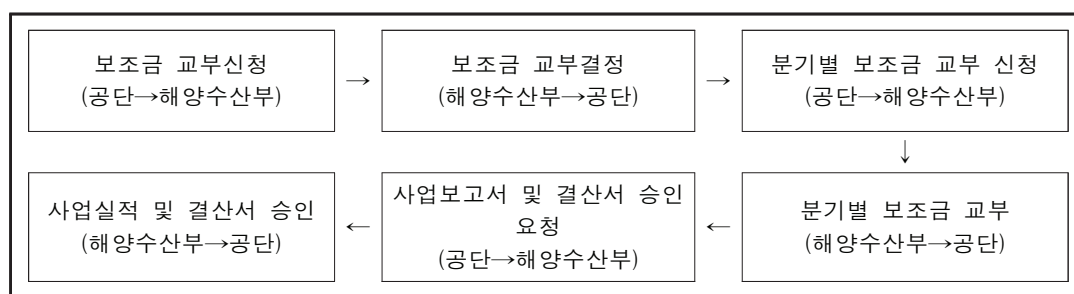 보조금 교부신청
(공단→해양수산부)
→
보조금 교부결정
(해양수산부→공단)
→
분기별 보조금 교부 신청
(공단→해양수산부)
↓
분기별 보조금 교부
(해양수산부→공단)
←
사업보고서 및 결산서 승인
요청
(공단→해양수산부)
←
사업실적 및 결산서 승인
(해양수산부→공단)